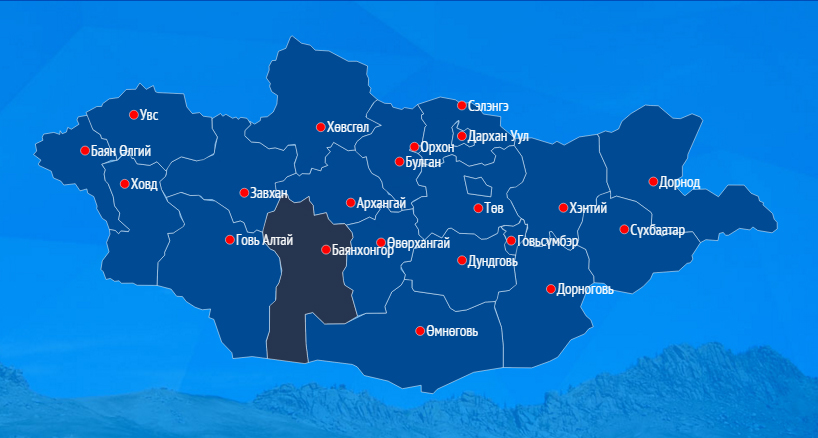 Сэлэнгэ
Увс
Хөвсгөл
Дархан Уул
Орхон
Баян Өлгий
Булган
Ховд
Дорнод
Завхан
Архангай
Төв
Хэнтий
Сүхбаатар
Говь Алтай
Өвөрхангай
Говьсүмбэр
Баянхонгор
Дундговь
Дорноговь
Өмнөговь